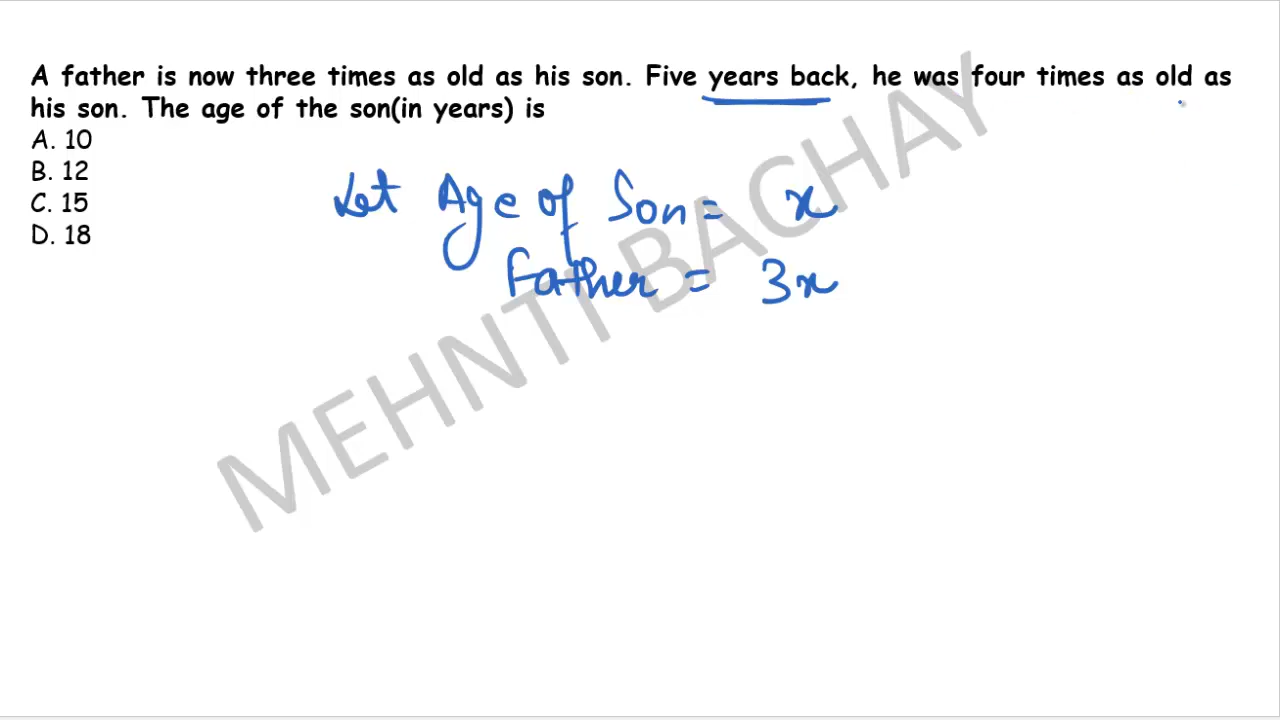 A father is now three times as old as his son. Five years back, he was four times as old as
his son. The age of the son(in years) is
A. 10
B. 12
C. 15
D. 18
Let Age of Son = x
Father = 3x
MEHNTI BACHAY